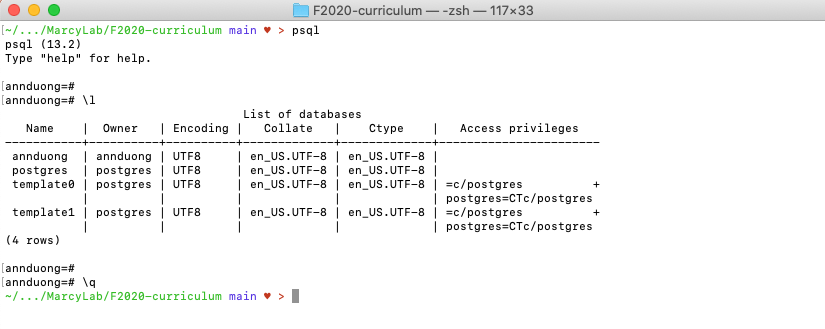 F2020-curriculum — -zsh — 117×33
[~/.../MarcyLab/F2020-curriculum main ♥ > psql
psql (13.2)
Type "help" for help.
[annduong=#
[annduong=# \l
                                  List of databases
   Name    |  Owner   | Encoding |   Collate   |    Ctype    |   Access privileges
-----------+----------+----------+-------------+-------------+-----------------------
 annduong  | annduong | UTF8     | en_US.UTF-8 | en_US.UTF-8 |
 postgres  | postgres | UTF8     | en_US.UTF-8 | en_US.UTF-8 |
 template0 | postgres | UTF8     | en_US.UTF-8 | en_US.UTF-8 | =c/postgres          +
           |          |          |             |             | postgres=CTc/postgres
 template1 | postgres | UTF8     | en_US.UTF-8 | en_US.UTF-8 | =c/postgres          +
           |          |          |             |             | postgres=CTc/postgres
(4 rows)
[annduong=#
[annduong=# \q
~/.../MarcyLab/F2020-curriculum main ♥ >